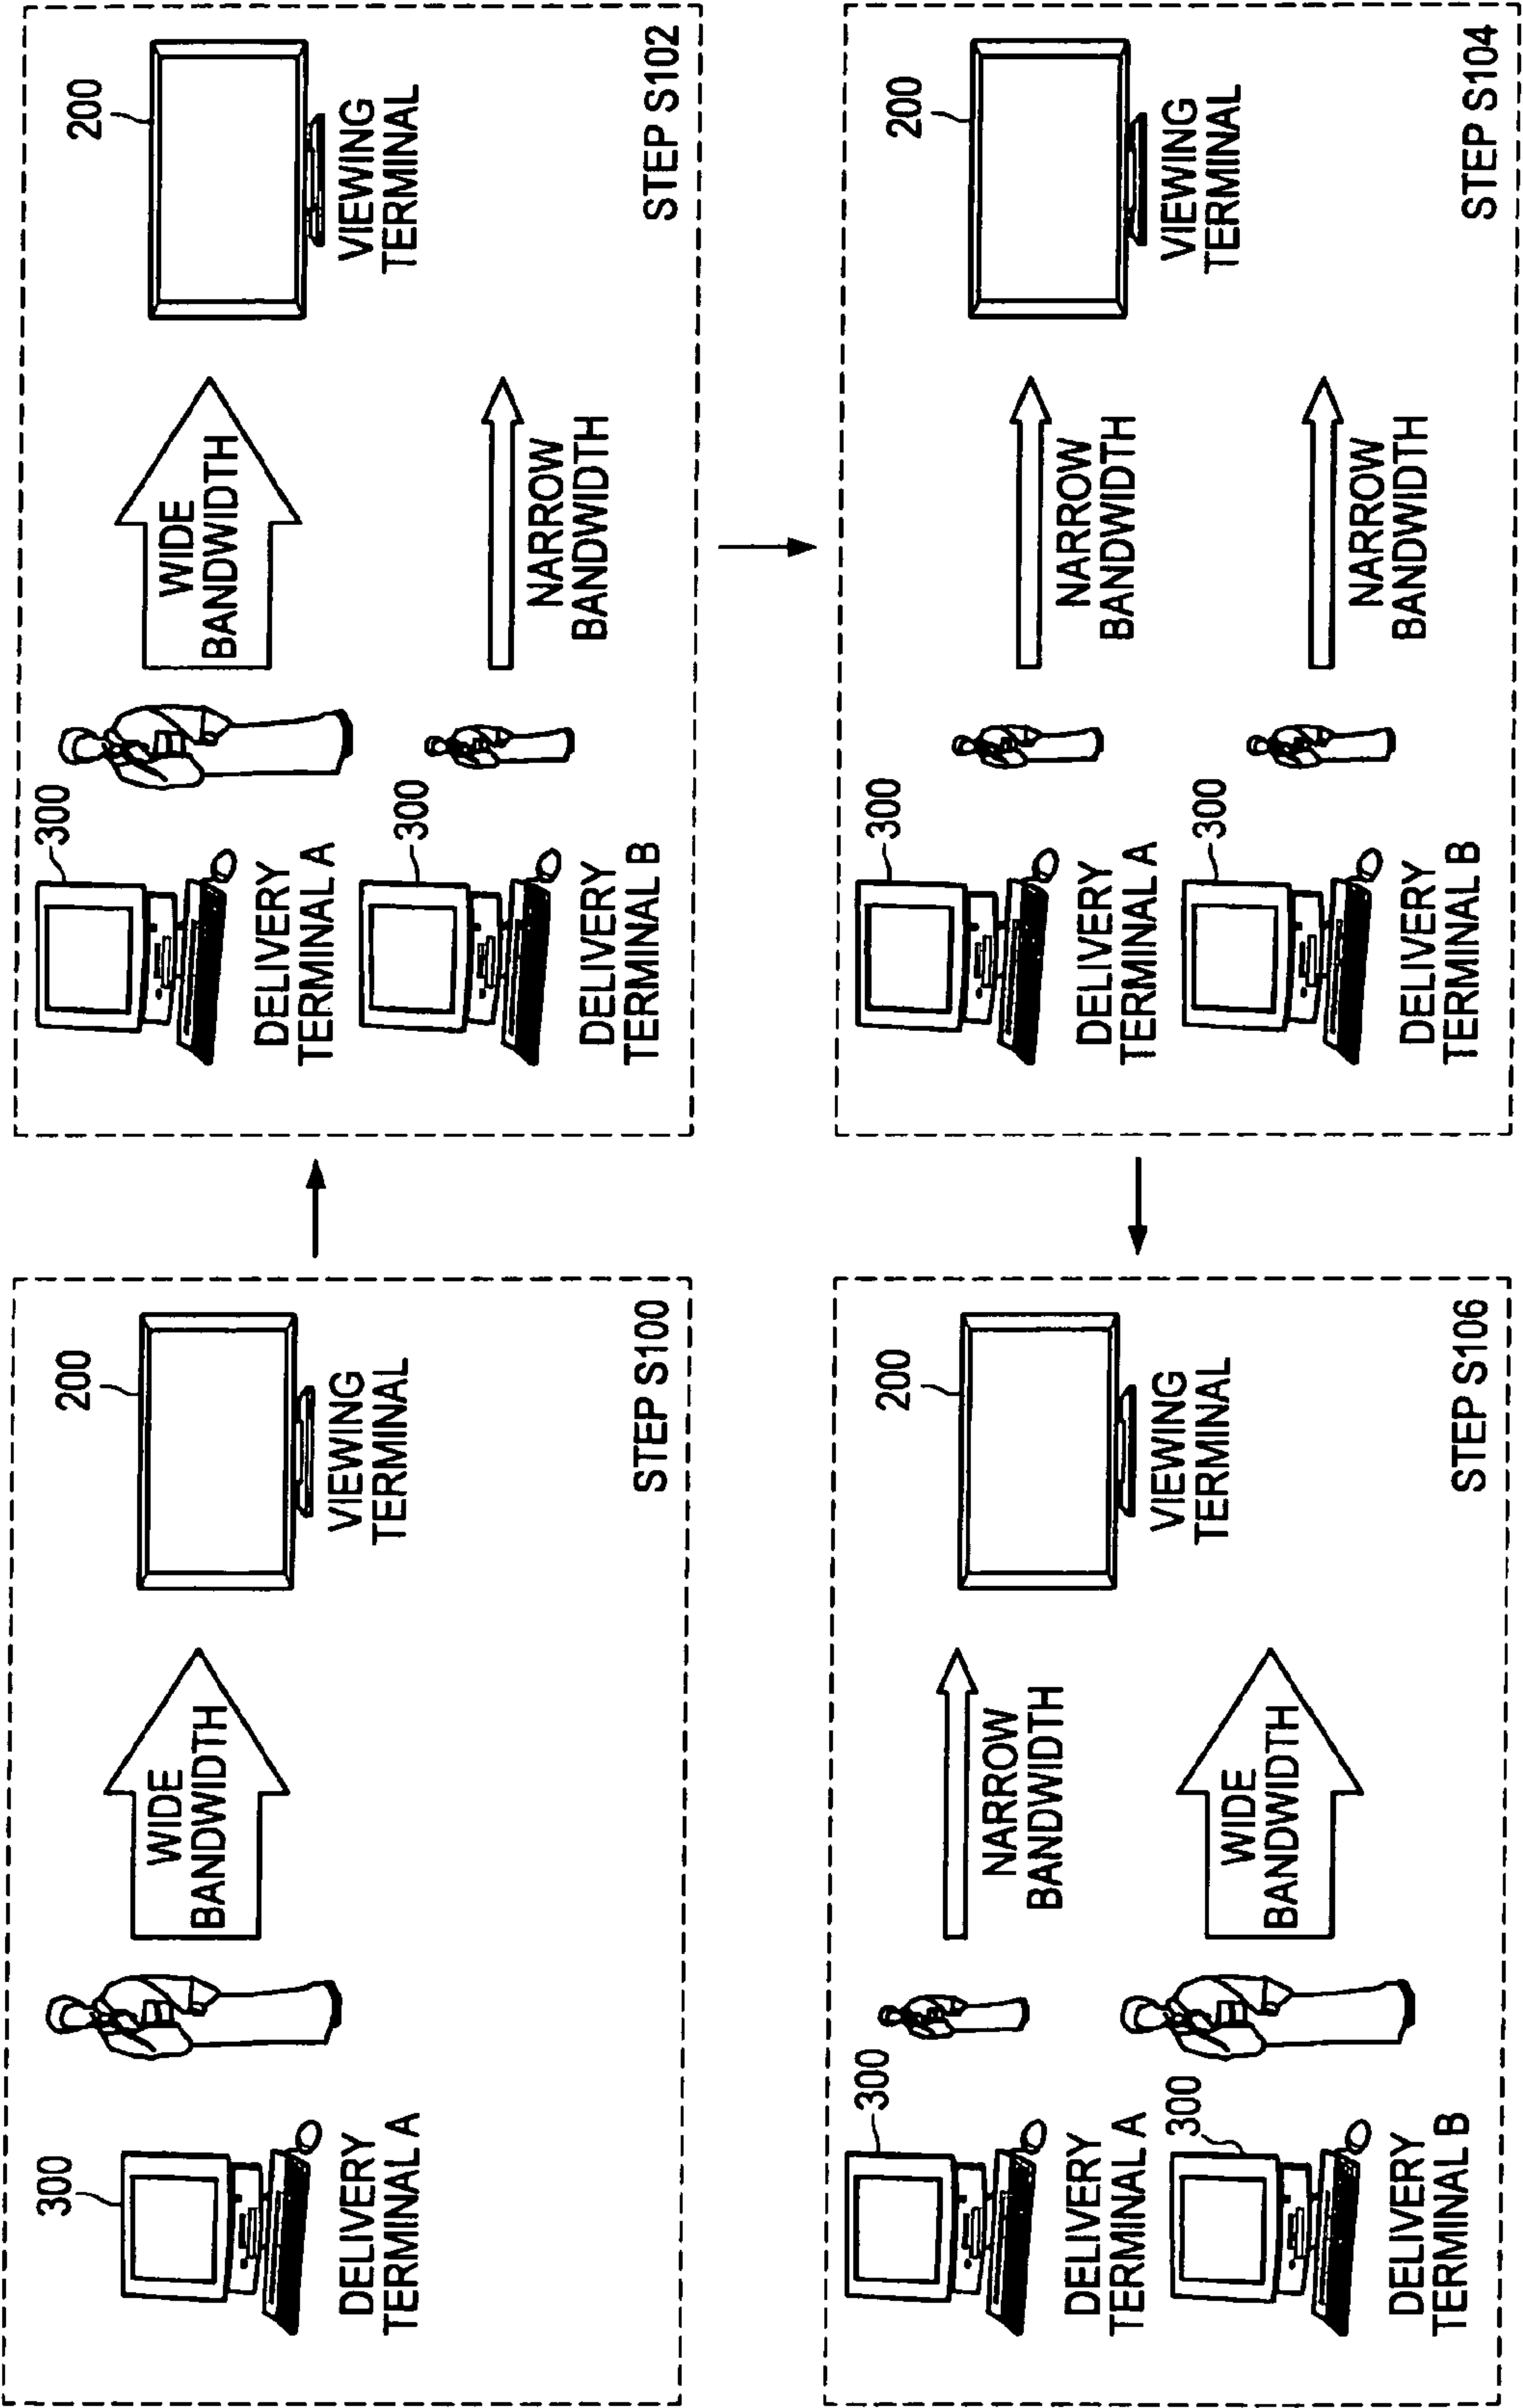 300
DELIVERY
TERMINAL A
WIDE
BANDWIDTH
200
VIEWING
TERMINAL
STEP S100
300
DELIVERY
TERMINAL A
300
DELIVERY
TERMINAL B
WIDE
BANDWIDTH
NARROW
BANDWIDTH
200
VIEWING
TERMINAL
STEP S102
300
DELIVERY
TERMINAL A
300
DELIVERY
TERMINAL B
NARROW
BANDWIDTH
WIDE
BANDWIDTH
200
VIEWING
TERMINAL
STEP S106
300
DELIVERY
TERMINAL A
300
DELIVERY
TERMINAL B
NARROW
BANDWIDTH
NARROW
BANDWIDTH
200
VIEWING
TERMINAL
STEP S104